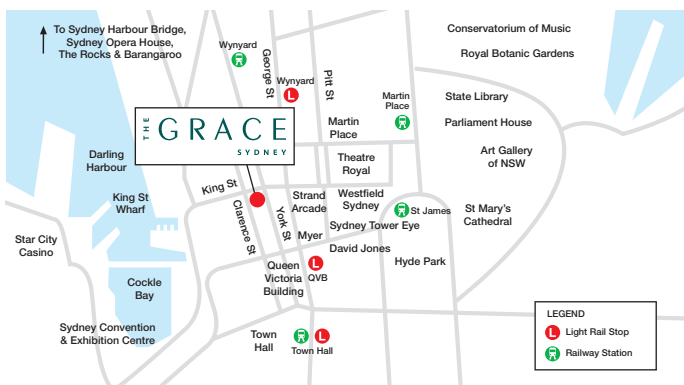 To Sydney Harbour Bridge,
Sydney Opera House,
The Rocks & Barangaroo
Wynyard
George St
Wynyard
Pitt St
Martin
Place
Conservatorium of Music
Royal Botanic Gardens
State Library
Parliament House
Art Gallery
of NSW
Martin
Place
THE
GRACE
SYDNEY
Theatre
Royal
Darling
Harbour
King St
King St
Wharf
Clarence St
York St
Strand
Arcade
Westfield
Sydney
St James
St Mary's
Cathedral
Sydney Tower Eye
Myer
David Jones
Hyde Park
Star City
Casino
Queen
Victoria
Building
L
L
QVB
Cockle
Bay
Sydney Convention
& Exhibition Centre
Town
Hall
L
Town Hall
LEGEND
L Light Rail Stop
Railway Station